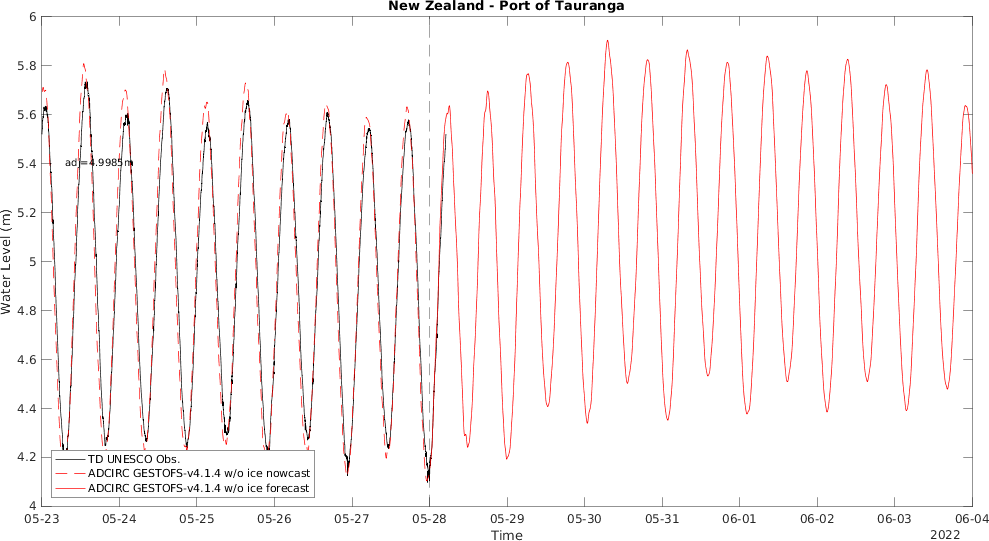 New Zealand - Port of Tauranga
Water Level (m)
6
5.8
5.6
5.4
5.2
5
4.8
4.6
4.4
4.2
4
adj=4.9985m
TD UNESCO Obs.
ADCIRC GESTOFS-v4.1.4 w/o ice nowcast
ADCIRC GESTOFS-v4.1.4 w/o ice forecast
05-23 05-24 05-25 05-26 05-27 05-28 05-29 05-30 05-31 06-01 06-02 06-03 06-04
Time
2022